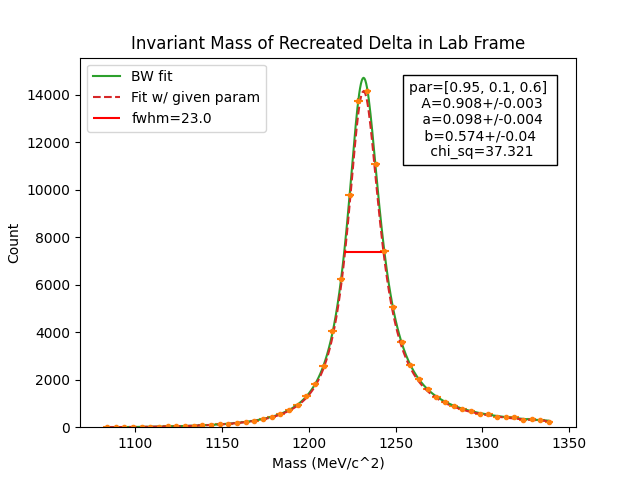 Invariant Mass of Recreated Delta in Lab Frame
BW fit
Fit w/ given param
fwhm=23.0
par=[0.95, 0.1, 0.6]
A=0.908+/-0.003
a=0.098+/-0.004
b=0.574+/-0.04
chi_sq=37.321
Count
14000
12000
10000
8000
6000
4000
2000
0
1100
1150
1200
1250
1300
1350
Mass (MeV/c^2)